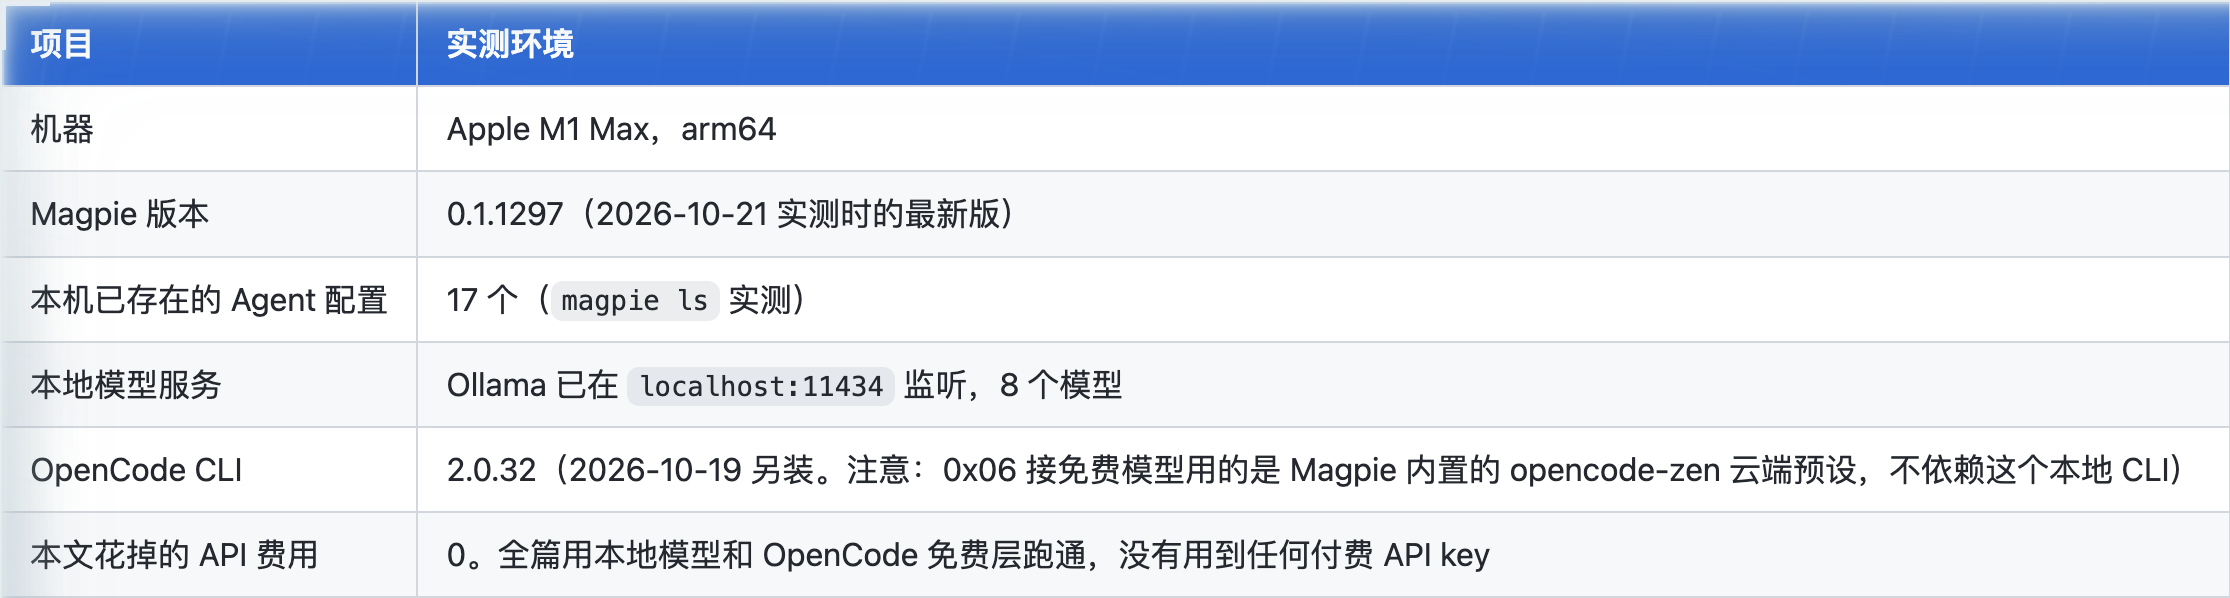 项目 实测环境
机器 Apple M1 Max，arm64
Magpie 版本 0.1.1297（2026-10-21 实测时的最新版）
本机已存在的 Agent 配置 17 个（magpie ls 实测）
本地模型服务 Ollama 已在 localhost:11434 监听，8 个模型
OpenCode CLI 2.0.32（2026-10-19 另装。注意：0x06 接免费模型用的是 Magpie 内置的 opencode-zen 云端预设，不依赖这个本地 CLI）
本文花掉的 API 费用 0。全篇用本地模型和 OpenCode 免费层跑通，没有用到任何付费 API key